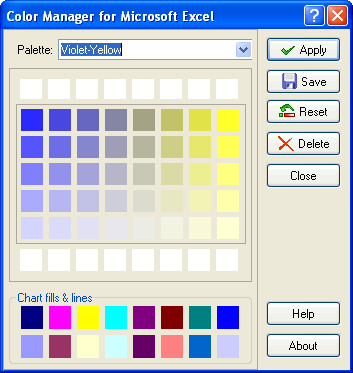 Color Manager for Microsoft Excel
Palette: Violet-Yellow
Apply
Save
Reset
Delete
Close
Chart fills & lines
Help
About